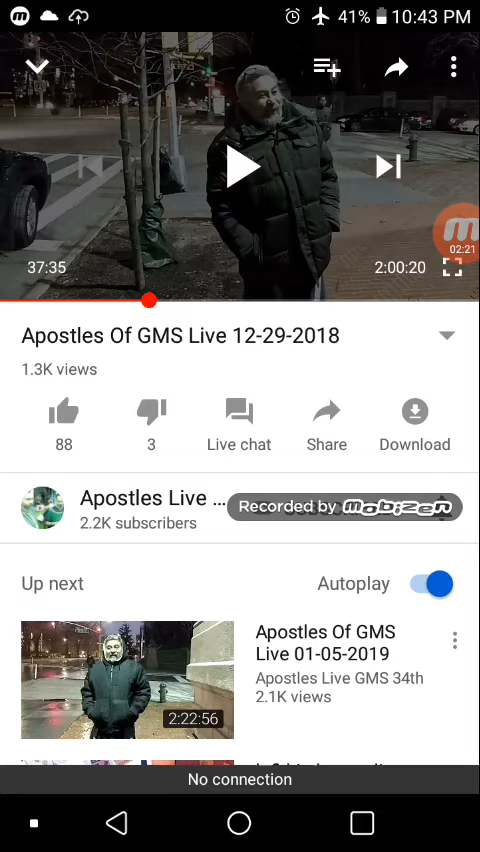 41% 10:43 PM
02:21
37:35
2:00:20
Apostles Of GMS Live 12-29-2018
1.3K views
88
3
Live chat
Share
Download
Apostles Live ...
Recorded by mobizen
2.2K subscribers
Up next
Autoplay
Apostles Of GMS
Live 01-05-2019
Apostles Live GMS 34th
2.1K views
2:22:56
No connection